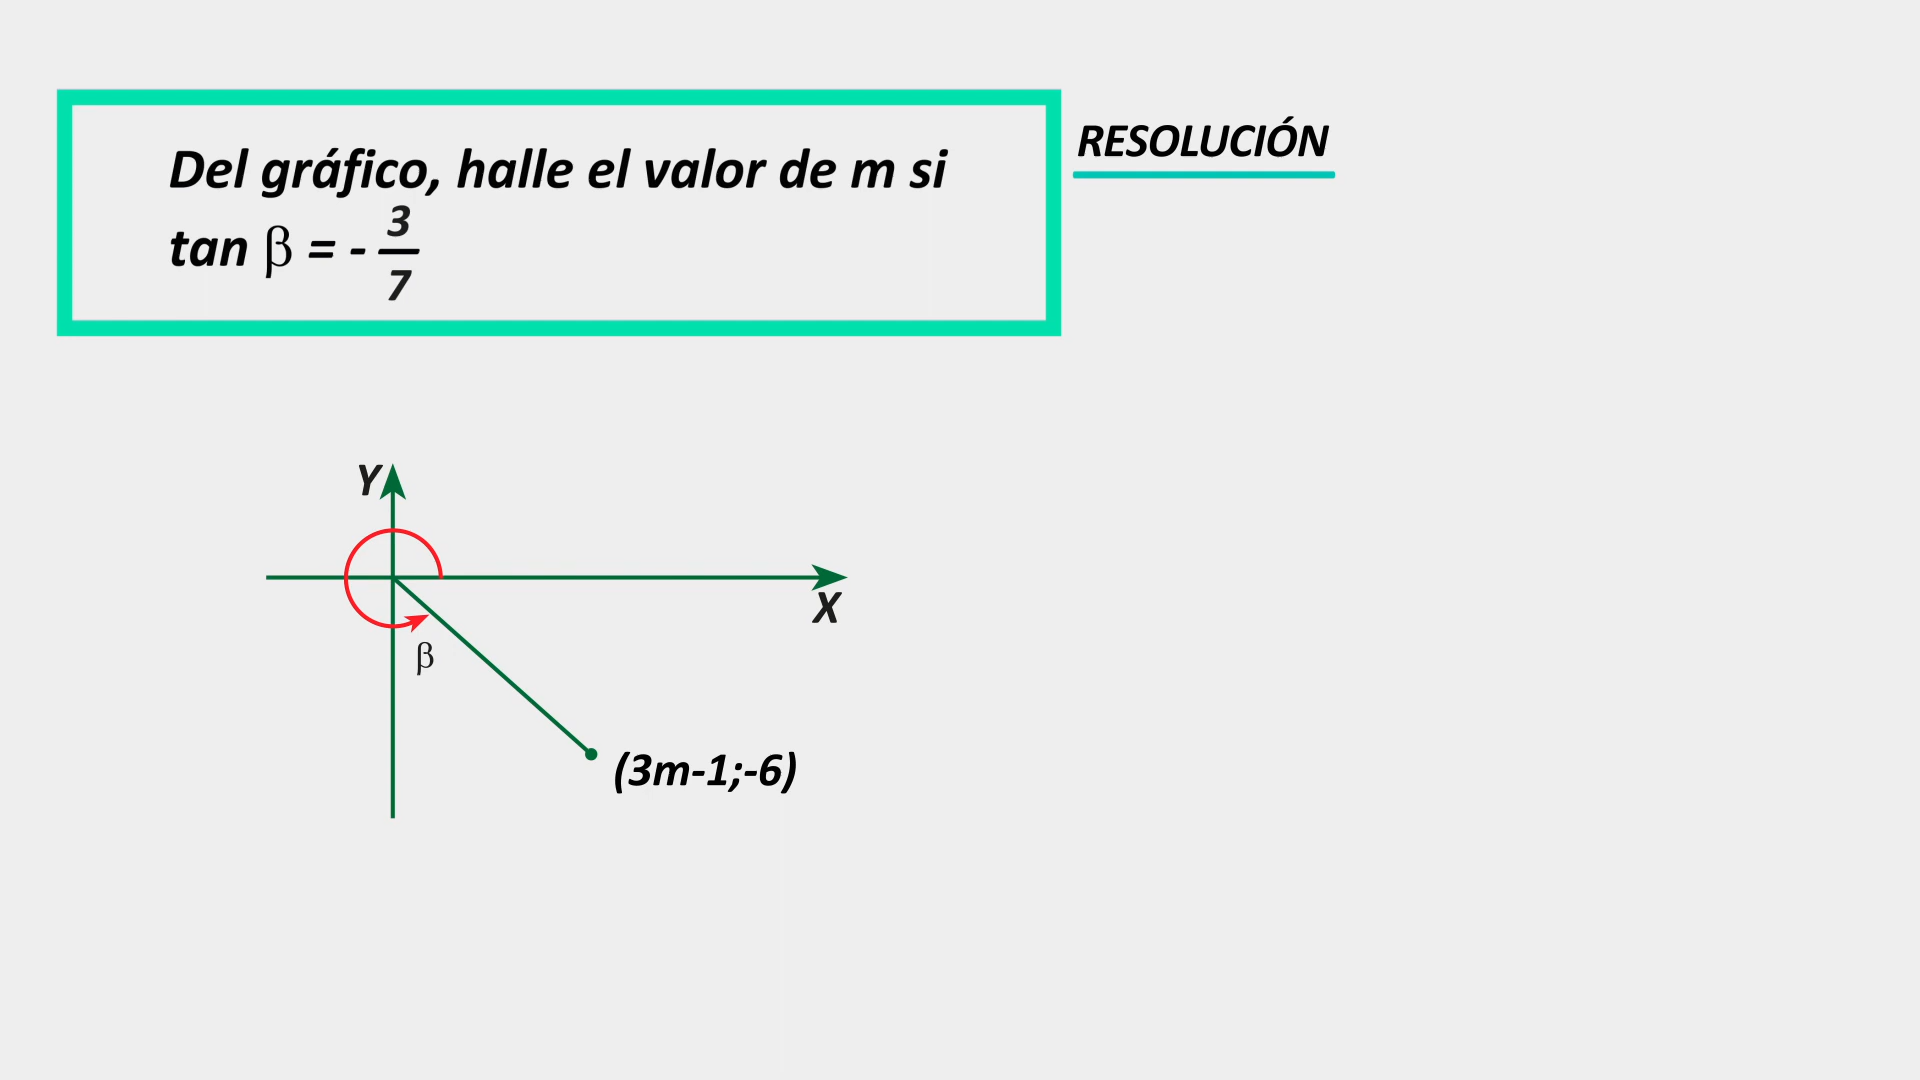 Del gráfico, halle el valor de m si
tan β = - 3/7
RESOLUCIÓN
Y
X
β
(3m-1;-6)